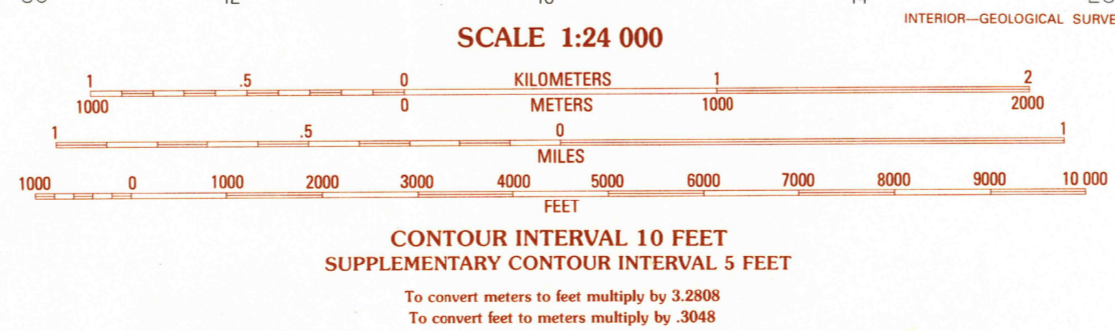 INTERIOR—GEOLOGICAL
SCALE 1:24 000
1 .5 0 KILOMETERS 1 2
1000 0 METERS 1000 2000
1 .5 0 1
MILES
1000 0 1000 2000 3000 4000 5000 6000 7000 8000 9000 10 000
FEET
CONTOUR INTERVAL 10 FEET
SUPPLEMENTARY CONTOUR INTERVAL 5 FEET
To convert meters to feet multiply by 3.2808
To convert feet to meters multiply by .3048